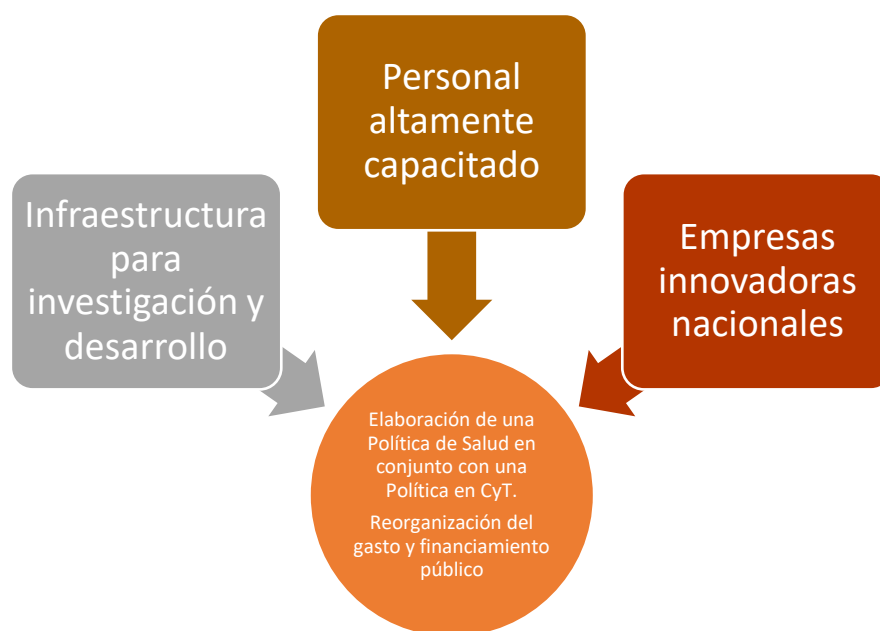 Personal
altamente
capacitado
Infraestructura
para
investigación y
desarrollo
Empresas
innovadoras
nacionales
Elaboración de una
Política de Salud en
conjunto con una
Política en CyT.
Reorganización del
gasto y financiamiento
público